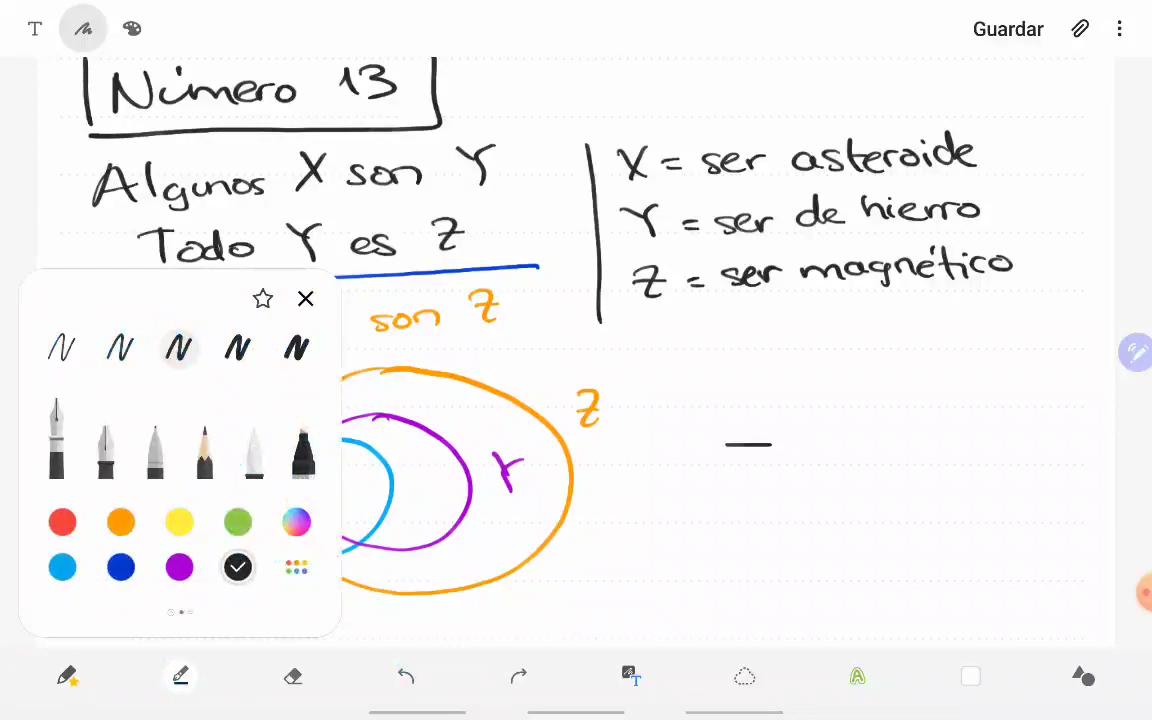 Guardar
Número 13
Algunos X son Y
Todo Y es Z
son Z
X = ser asteroide
Y = ser de hierro
Z = ser magnético
Z
Y
T